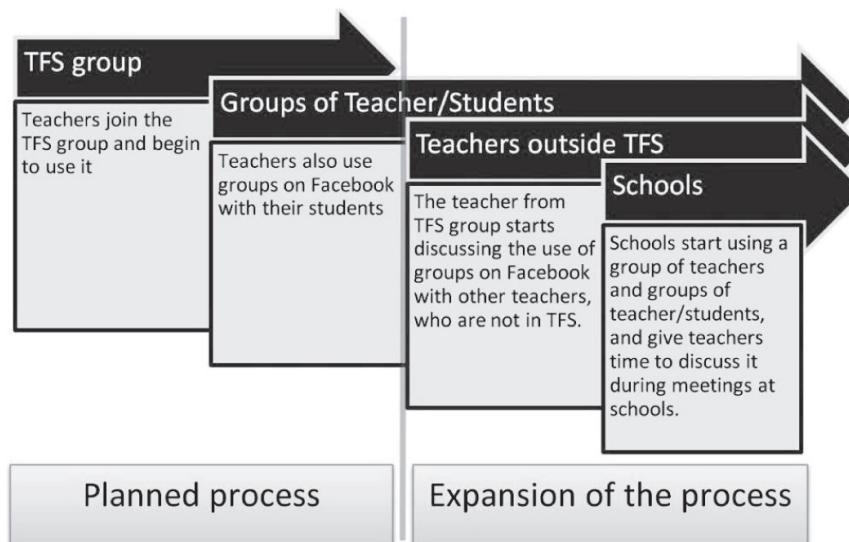 TFS group
Teachers join the
TFS group and begin
to use it
Groups of Teacher/Students
Teachers also use
groups on Facebook
with their students
Teachers outside TFS
The teacher from
TFS group starts
discussing the use of
groups on Facebook
with other teachers,
who are not in TFS.
Schools
Schools start using a
group of teachers
and groups of
teacher/students,
and give teachers
time to discuss it
during meetings at
schools.
Planned process
Expansion of the process